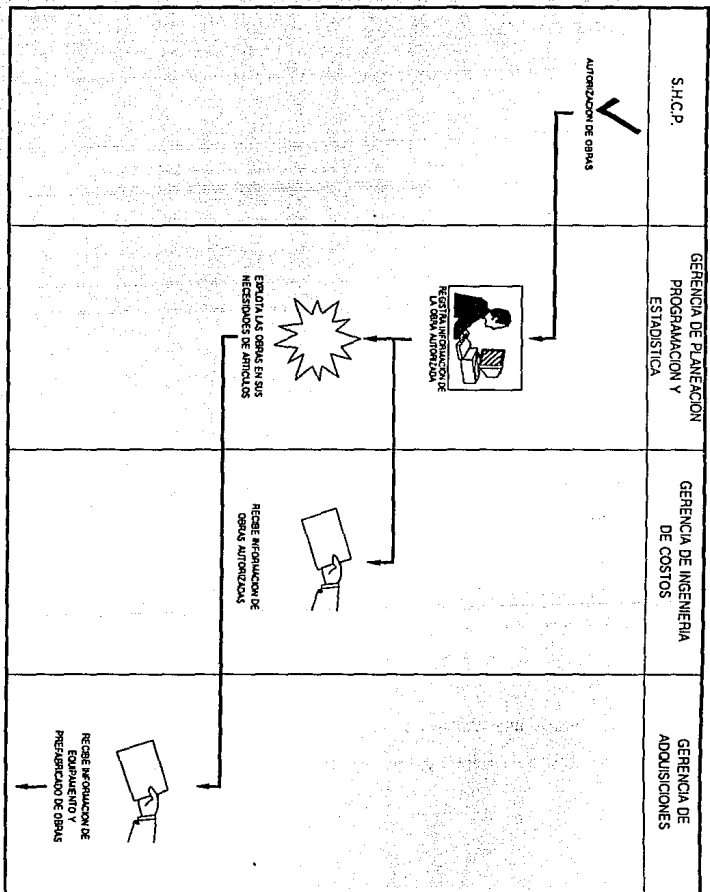 S.H.C.P.
GERENCIA DE PLANEACION
PROGRAMACION Y
ESTADISTICA
GERENCIA DE INGENIERIA
DE COSTOS
GERENCIA DE
ADQUISICIONES
AUTORIZACION DE OBRAS
REGISTRA INFORMACION DE
LA OBRA AUTORIZADA
EXPLOTA LAS OBRAS EN SUS
NECESIDADES DE ARTICULOS
RECIBE INFORMACION DE
OBRAS AUTORIZADAS
RECIBE INFORMACION DE
EQUIPAMIENTO Y
PREFABRICADO DE OBRAS